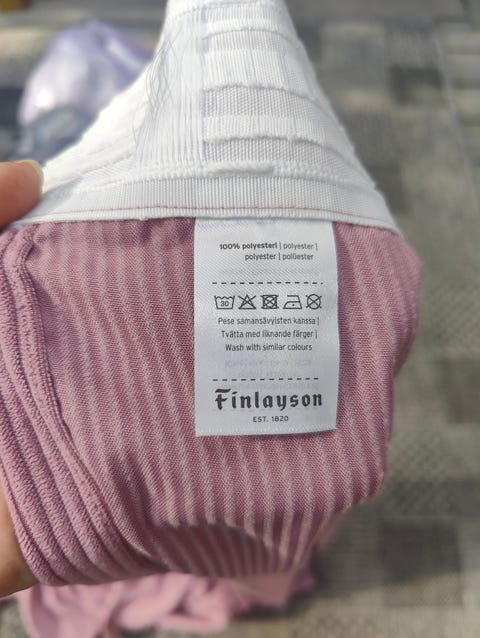 100% polyesteri | polyester |
polyester | polüester
30
Pese samansävyisten kanssa |
Tvätta med liknande färger |
Wash with similar colours
Finlayson
EST. 1820